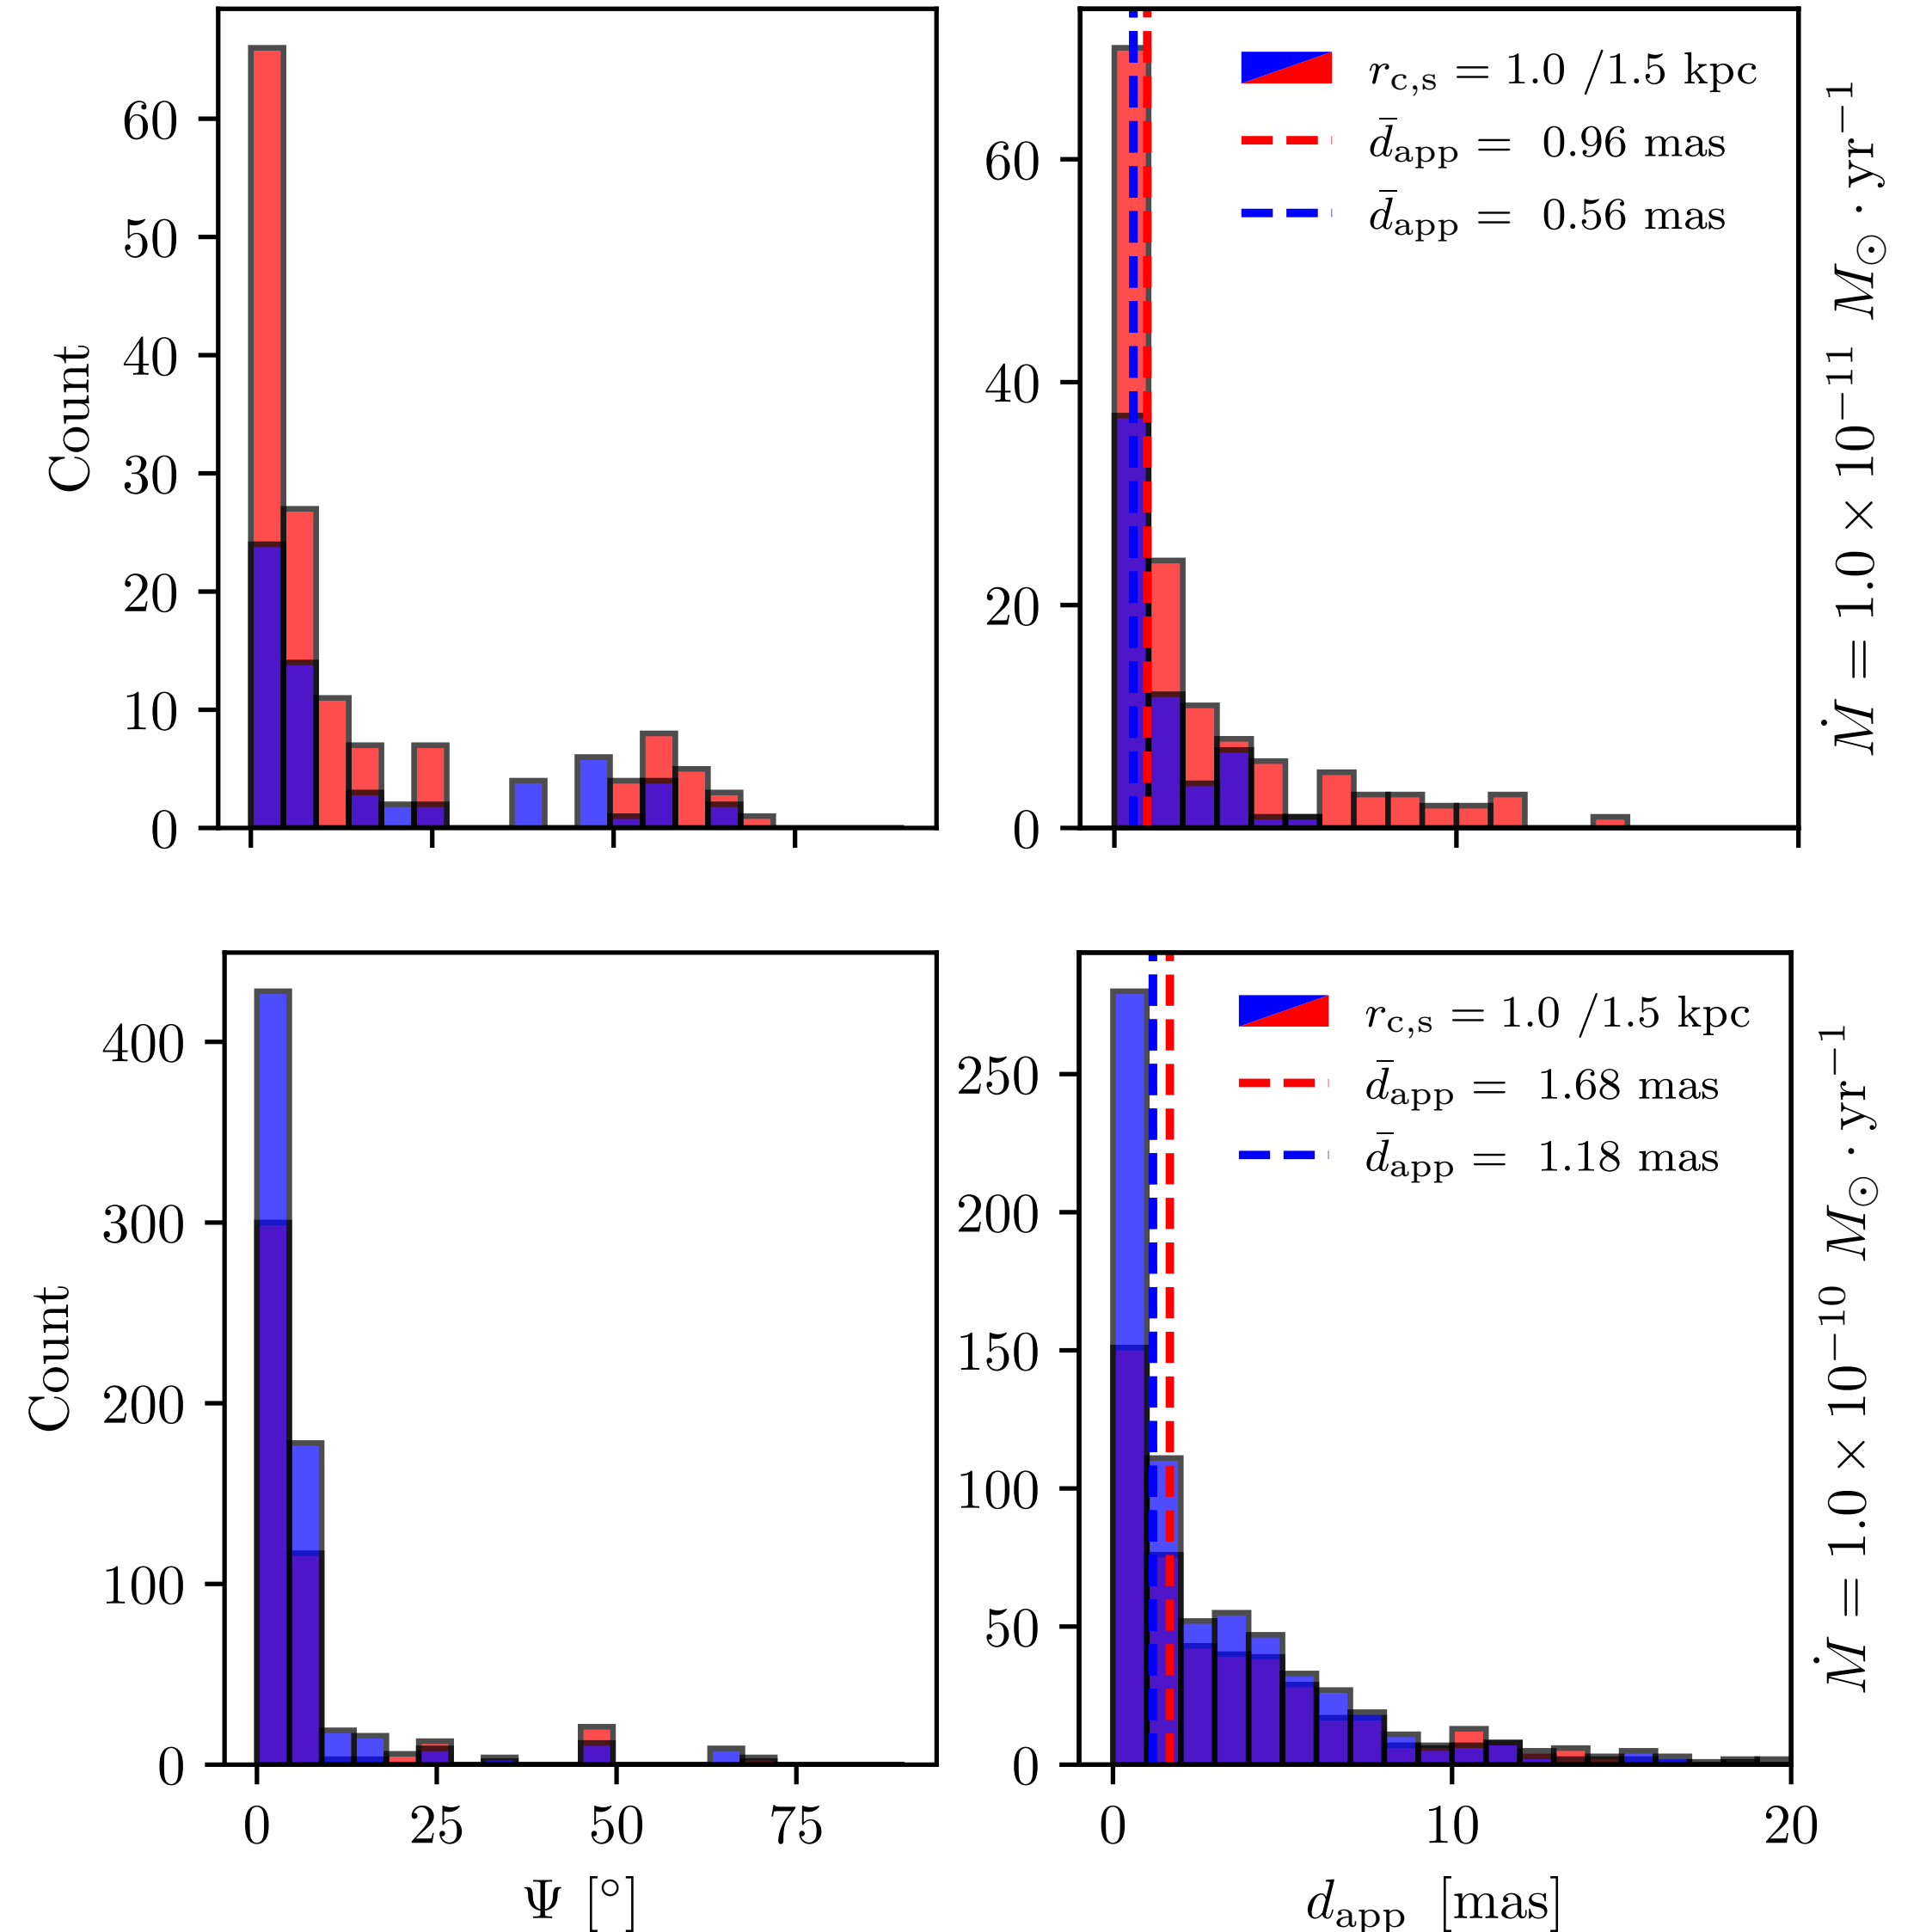 60
50
40
30
20
10
0
Count
60
40
20
0
r_c,s = 1.0 /1.5 kpc
d̄_app = 0.96 mas
d̄_app = 0.56 mas
Ṁ = 1.0 × 10⁻¹¹ M_⊙ · yr⁻¹
400
300
200
100
0
Count
0
25
50
75
Ψ [°]
250
200
150
100
50
0
r_c,s = 1.0 /1.5 kpc
d̄_app = 1.68 mas
d̄_app = 1.18 mas
0
10
20
d_app [mas]
Ṁ = 1.0 × 10⁻¹⁰ M_⊙ · yr⁻¹